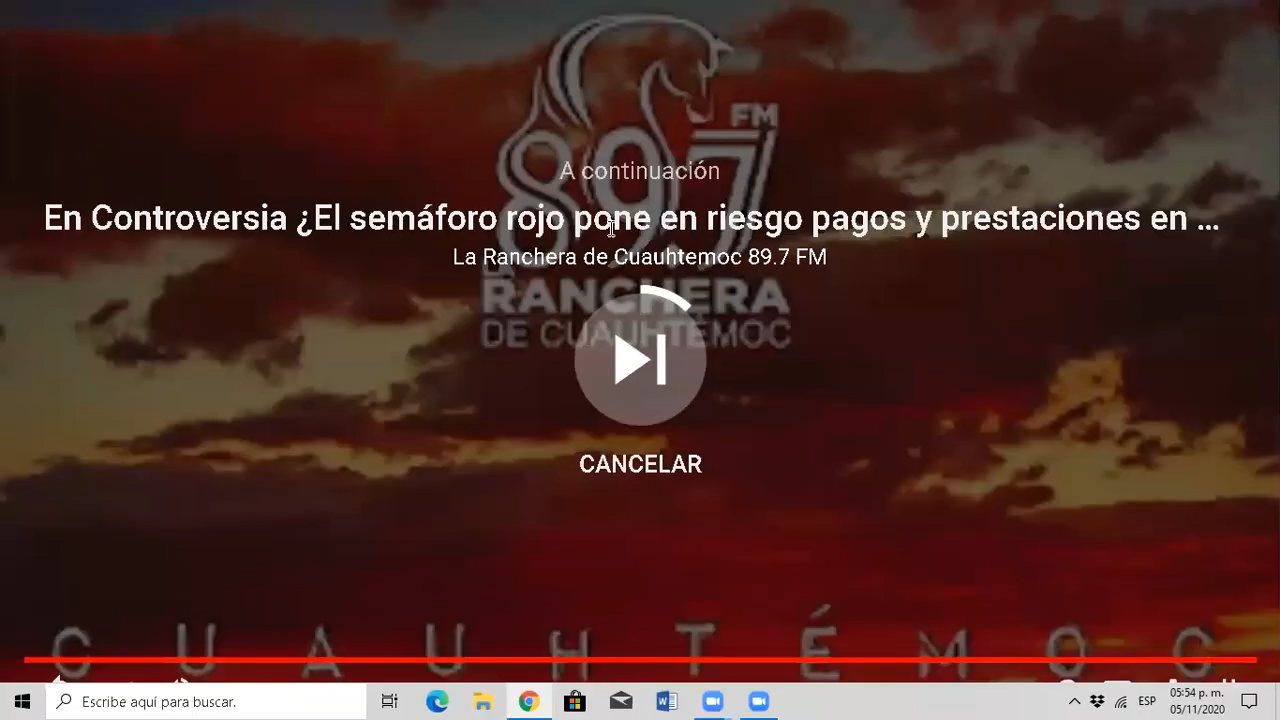 FM
89.7
A continuación
En Controversia ¿El semáforo rojo pone en riesgo pagos y prestaciones en ...
La Ranchera de Cuauhtemoc 89.7 FM
LA
RANCHERA
DE CUAUHTEMOC
CANCELAR
CUAUHTÉMOC
Escribe aquí para buscar.
ESP
05:54 p. m.
05/11/2020